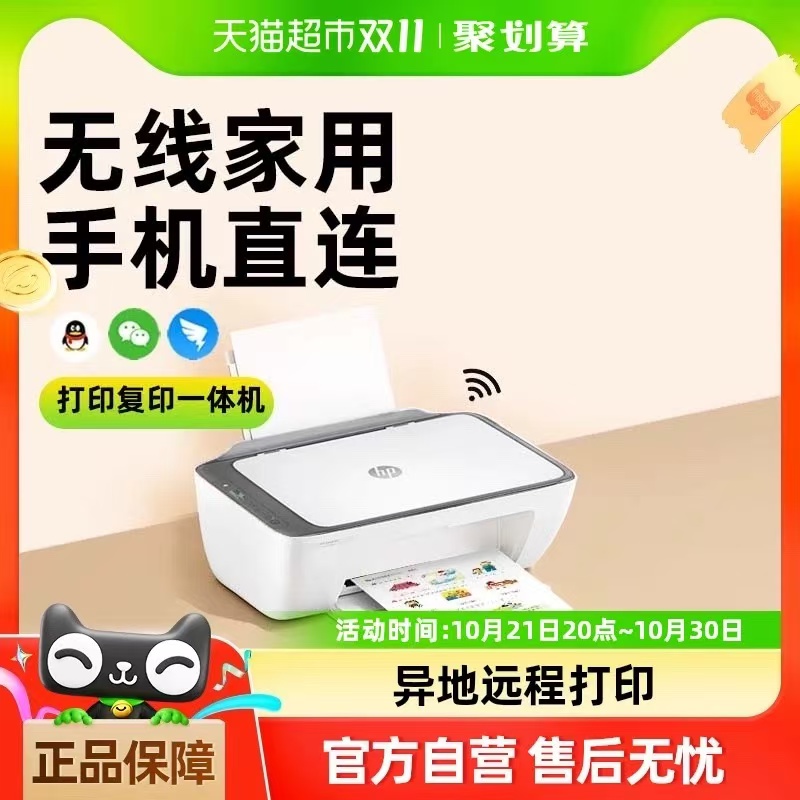 天猫超市双11 聚划算
无线家用
手机直连
打印复印一体机
hp
活动时间:10月21日20点~10月30日
异地远程打印
正品保障
官方自营 售后无忧